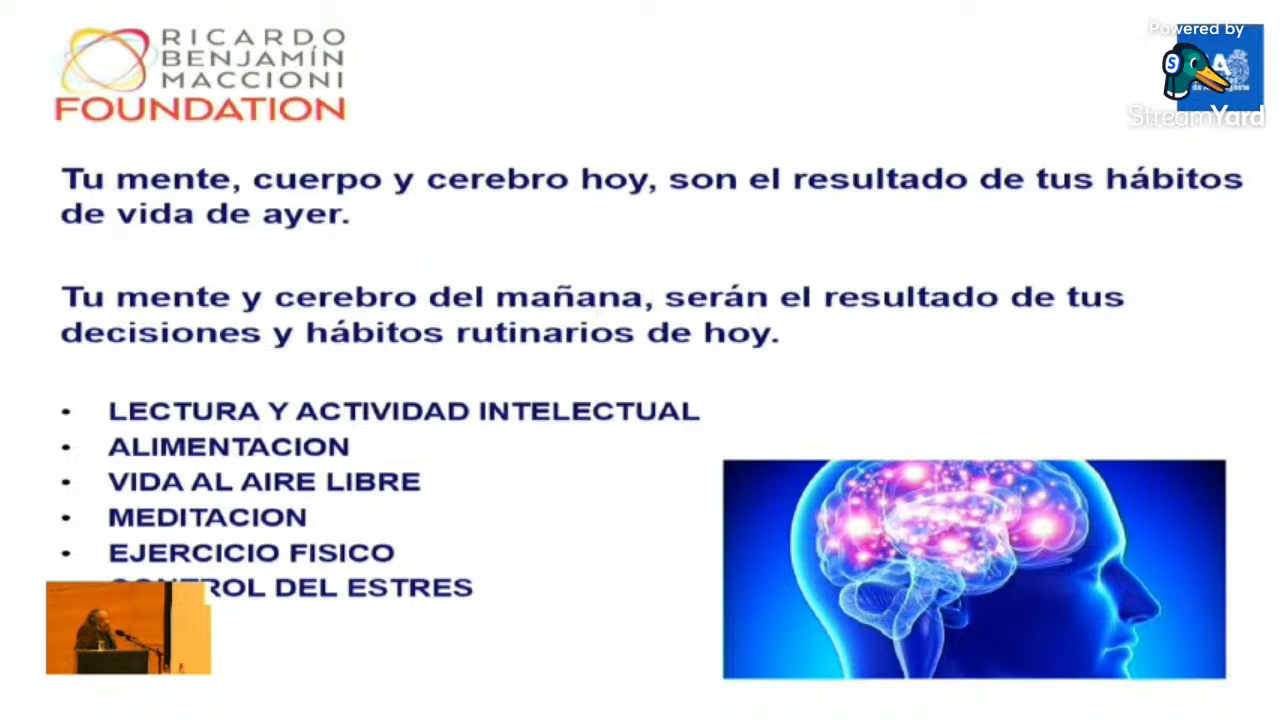 RICARDO
BENJAMÍN
MACCIONI
FOUNDATION
Powered by
S
A
StreamYard
Tu mente, cuerpo y cerebro hoy, son el resultado de tus hábitos
de vida de ayer.
Tu mente y cerebro del mañana, serán el resultado de tus
decisiones y hábitos rutinarios de hoy.
• LECTURA Y ACTIVIDAD INTELECTUAL
• ALIMENTACION
• VIDA AL AIRE LIBRE
• MEDITACION
• EJERCICIO FISICO
DEL ESTRES